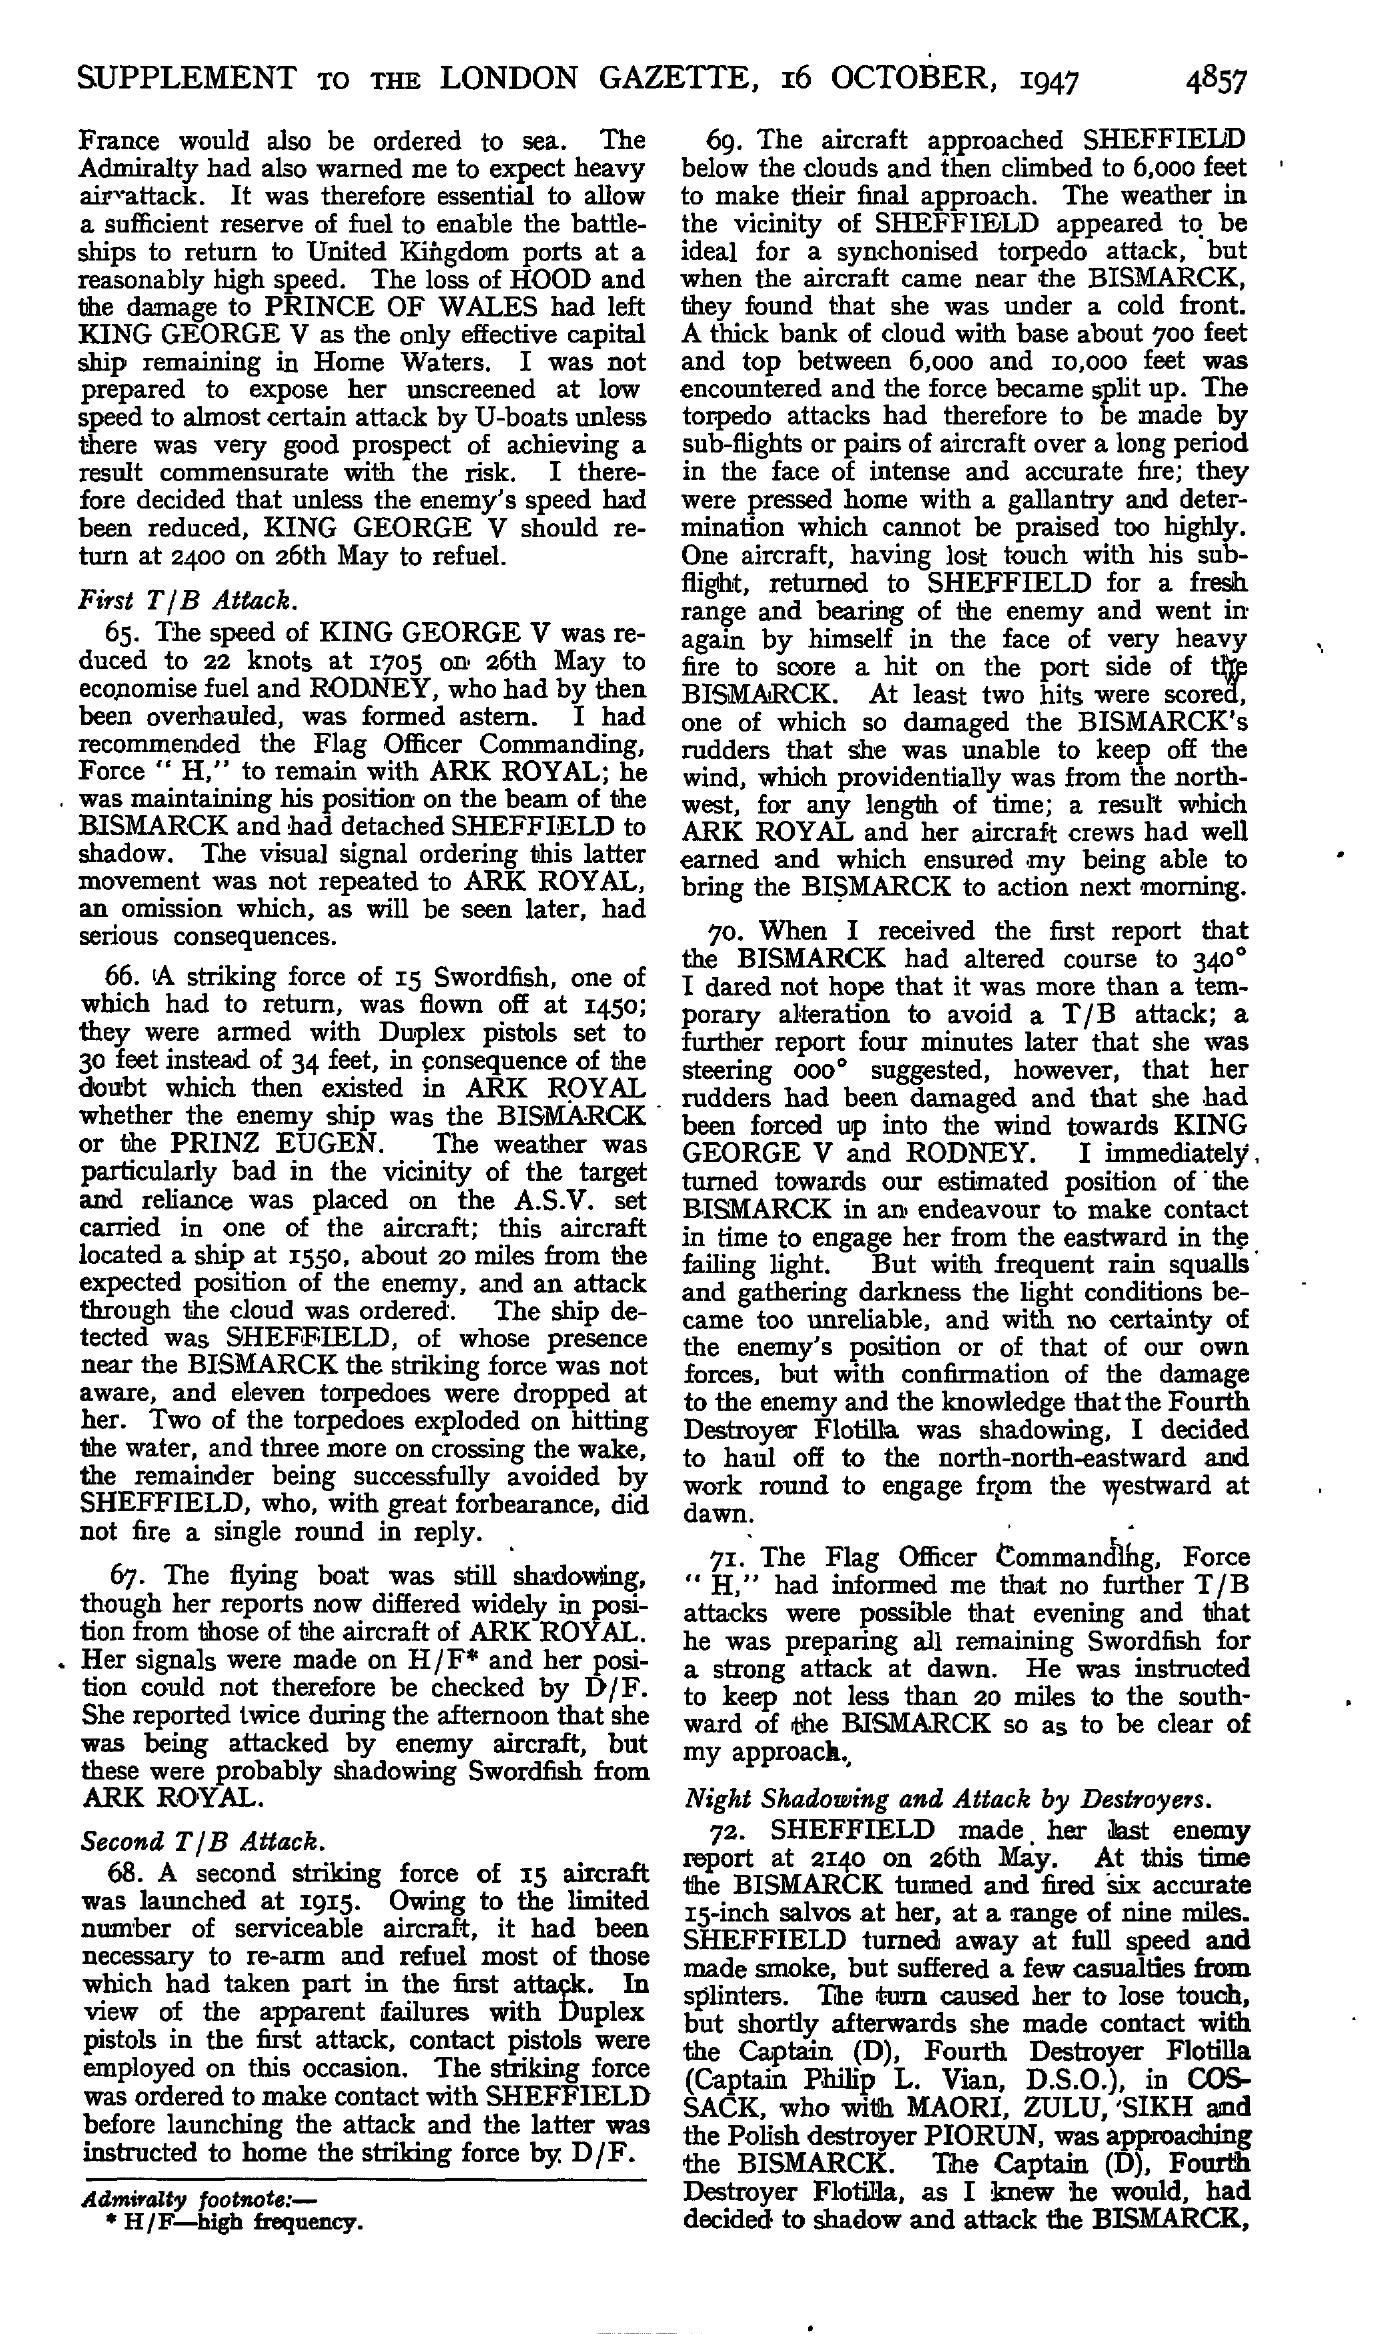 SUPPLEMENT TO THE LONDON GAZETTE, 16 OCTOBER, 1947 4857
France would also be ordered to sea. The
Admiralty had also warned me to expect heavy
air attack. It was therefore essential to allow
a sufficient reserve of fuel to enable the battle-
ships to return to United Kingdom ports at a
reasonably high speed. The loss of HOOD and
the damage to PRINCE OF WALES had left
KING GEORGE V as the only effective capital
ship remaining in Home Waters. I was not
prepared to expose her unscreened at low
speed to almost certain attack by U-boats unless
there was very good prospect of achieving a
result commensurate with the risk. I there-
fore decided that unless the enemy's speed had
been reduced, KING GEORGE V should re-
turn at 2400 on 26th May to refuel.
First T/B Attack.
65. The speed of KING GEORGE V was re-
duced to 22 knots at 1705 on 26th May to
economise fuel and RODNEY, who had by then
been overhauled, was formed astern. I had
recommended the Flag Officer Commanding,
Force " H," to remain with ARK ROYAL; he
was maintaining his position on the beam of the
BISMARCK and had detached SHEFFIELD to
shadow. The visual signal ordering this latter
movement was not repeated to ARK ROYAL,
an omission which, as will be seen later, had
serious consequences.
66. A striking force of 15 Swordfish, one of
which had to return, was flown off at 1450;
they were armed with Duplex pistols set to
30 feet instead of 34 feet, in consequence of the
doubt which then existed in ARK ROYAL
whether the enemy ship was the BISMARCK
or the PRINZ EUGEN. The weather was
particularly bad in the vicinity of the target
and reliance was placed on the A.S.V. set
carried in one of the aircraft; this aircraft
located a ship at 1550, about 20 miles from the
expected position of the enemy, and an attack
through the cloud was ordered. The ship de-
tected was SHEFFIELD, of whose presence
near the BISMARCK the striking force was not
aware, and eleven torpedoes were dropped at
her. Two of the torpedoes exploded on hitting
the water, and three more on crossing the wake,
the remainder being successfully avoided by
SHEFFIELD, who, with great forbearance, did
not fire a single round in reply.
67. The flying boat was still shadowing,
though her reports now differed widely in posi-
tion from those of the aircraft of ARK ROYAL.
Her signals were made on H/F* and her posi-
tion could not therefore be checked by D/F.
She reported twice during the afternoon that she
was being attacked by enemy aircraft, but
these were probably shadowing Swordfish from
ARK ROYAL.
Second T/B Attack.
68. A second striking force of 15 aircraft
was launched at 1915. Owing to the limited
number of serviceable aircraft, it had been
necessary to re-arm and refuel most of those
which had taken part in the first attack. In
view of the apparent failures with Duplex
pistols in the first attack, contact pistols were
employed on this occasion. The striking force
was ordered to make contact with SHEFFIELD
before launching the attack and the latter was
instructed to home the striking force by D/F.
Admiralty footnote:—
* H/F—high frequency.
69. The aircraft approached SHEFFIELD
below the clouds and then climbed to 6,000 feet
to make their final approach. The weather in
the vicinity of SHEFFIELD appeared to be
ideal for a synchonised torpedo attack, but
when the aircraft came near the BISMARCK,
they found that she was under a cold front.
A thick bank of cloud with base about 700 feet
and top between 6,000 and 10,000 feet was
encountered and the force became split up. The
torpedo attacks had therefore to be made by
sub-flights or pairs of aircraft over a long period
in the face of intense and accurate fire; they
were pressed home with a gallantry and deter-
mination which cannot be praised too highly.
One aircraft, having lost touch with his sub-
flight, returned to SHEFFIELD for a fresh
range and bearing of the enemy and went in
again by himself in the face of very heavy
fire to score a hit on the port side of the
BISMARCK. At least two hits were scored,
one of which so damaged the BISMARCK's
rudders that she was unable to keep off the
wind, which providentially was from the north-
west, for any length of time; a result which
ARK ROYAL and her aircraft crews had well
earned and which ensured my being able to
bring the BISMARCK to action next morning.
70. When I received the first report that
the BISMARCK had altered course to 340°
I dared not hope that it was more than a tem-
porary alteration to avoid a T/B attack; a
further report four minutes later that she was
steering 000° suggested, however, that her
rudders had been damaged and that she had
been forced up into the wind towards KING
GEORGE V and RODNEY. I immediately
turned towards our estimated position of the
BISMARCK in an endeavour to make contact
in time to engage her from the eastward in the
failing light. But with frequent rain squalls
and gathering darkness the light conditions be-
came too unreliable, and with no certainty of
the enemy's position or of that of our own
forces, but with confirmation of the damage
to the enemy and the knowledge that the Fourth
Destroyer Flotilla was shadowing, I decided
to haul off to the north-north-eastward and
work round to engage from the westward at
dawn.
71. The Flag Officer Commanding, Force
" H," had informed me that no further T/B
attacks were possible that evening and that
he was preparing all remaining Swordfish for
a strong attack at dawn. He was instructed
to keep not less than 20 miles to the south-
ward of the BISMARCK so as to be clear of
my approach.
Night Shadowing and Attack by Destroyers.
72. SHEFFIELD made her last enemy
report at 2140 on 26th May. At this time
the BISMARCK turned and fired six accurate
15-inch salvos at her, at a range of nine miles.
SHEFFIELD turned away at full speed and
made smoke, but suffered a few casualties from
splinters. The turn caused her to lose touch,
but shortly afterwards she made contact with
the Captain (D), Fourth Destroyer Flotilla
(Captain Philip L. Vian, D.S.O.), in COS-
SACK, who with MAORI, ZULU, SIKH and
the Polish destroyer PIORUN, was approaching
the BISMARCK. The Captain (D), Fourth
Destroyer Flotilla, as I knew he would, had
decided to shadow and attack the BISMARCK,